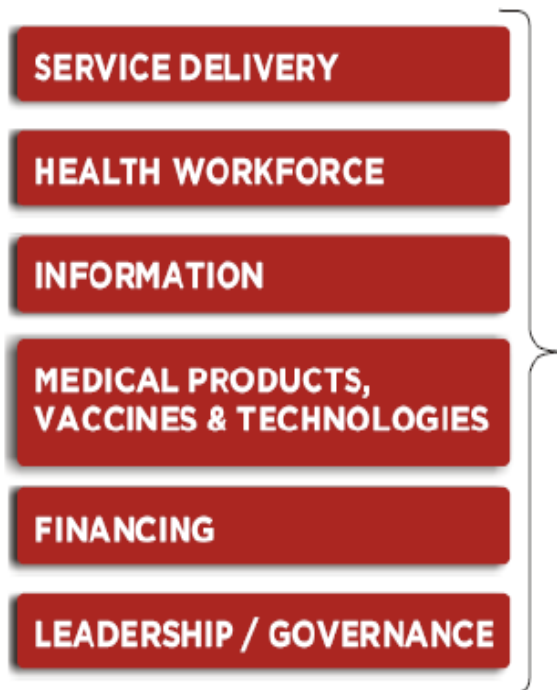 SERVICE DELIVERY
HEALTH WORKFORCE
INFORMATION
MEDICAL PRODUCTS,
VACCINES & TECHNOLOGIES
FINANCING
LEADERSHIP / GOVERNANCE